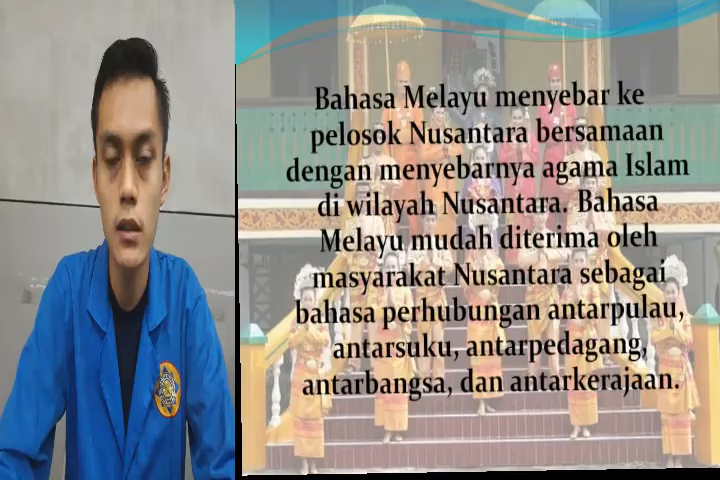 Bahasa Melayu menyebar ke
pelosok Nusantara bersamaan
dengan menyebarnya agama Islam
di wilayah Nusantara. Bahasa
Melayu mudah diterima oleh
masyarakat Nusantara sebagai
bahasa perhubungan antarpulau,
antarsuku, antarpedagang,
antarbangsa, dan antarkerajaan.